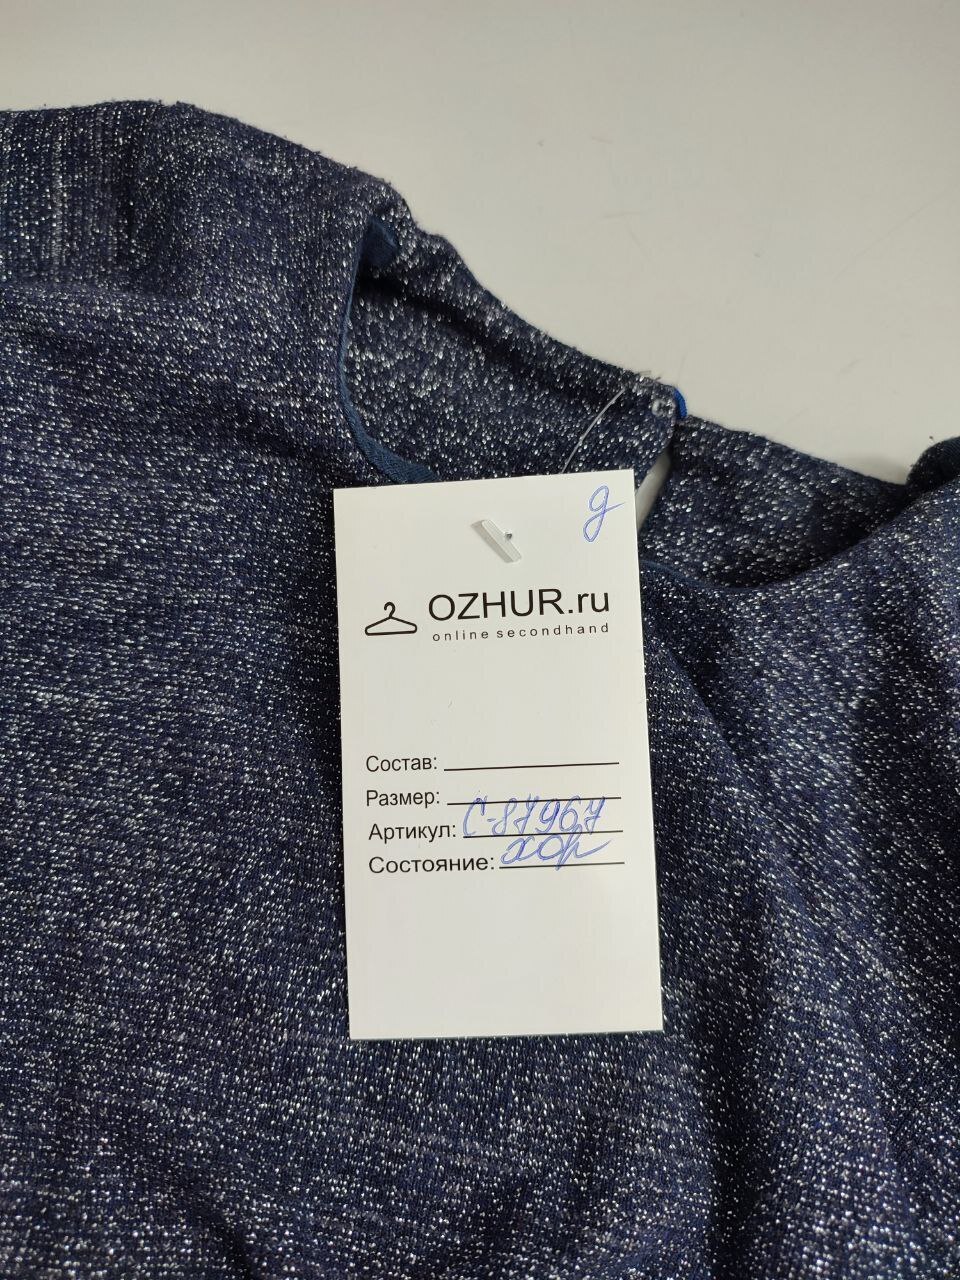 д
OZHUR.ru
online secondhand
Состав:
Размер:
Артикул: С-87967
Состояние: хор